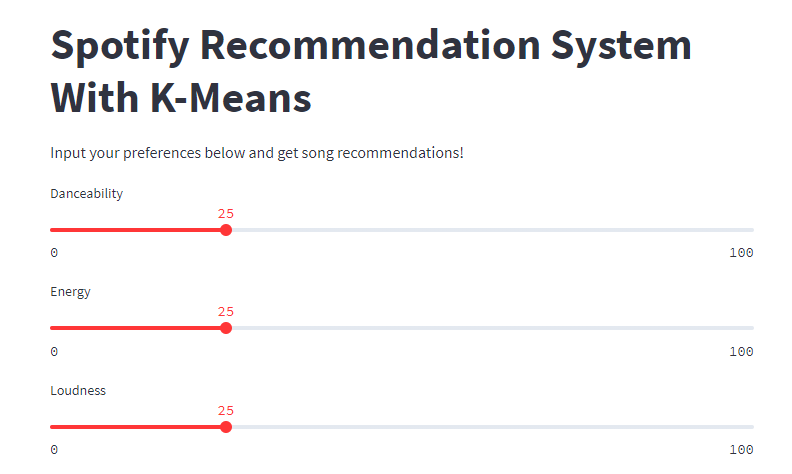 Spotify Recommendation System
With K-Means
Input your preferences below and get song recommendations!
Danceability
25
0 100
Energy
25
0 100
Loudness
25
0 100